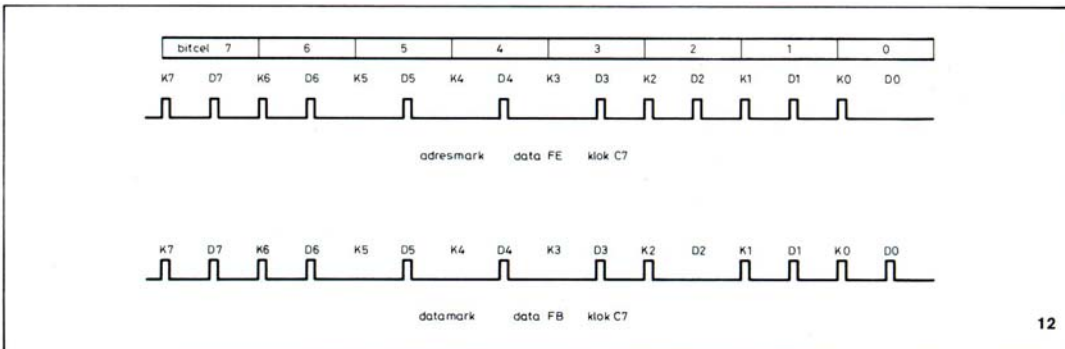 bitcel 7 6 5 4 3 2 1 0
K7 D7 K6 D6 K5 D5 K4 D4 K3 D3 K2 D2 K1 D1 K0 D0
adresmark data FE klok C7
K7 D7 K6 D6 K5 D5 K4 D4 K3 D3 K2 D2 K1 D1 K0 D0
datamark data FB klok C7
12